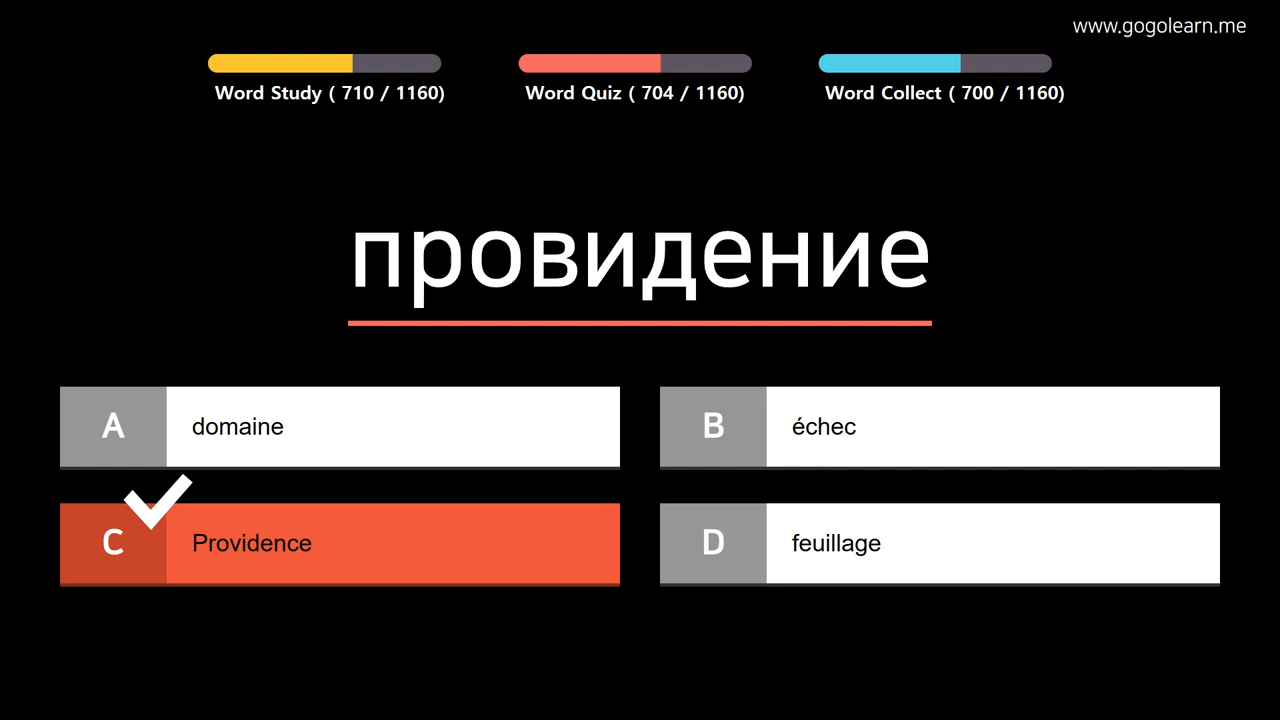 www.gogolearn.me
Word Study ( 710 / 1160)
Word Quiz ( 704 / 1160)
Word Collect ( 700 / 1160)
провидение
A domaine
B échec
C Providence
D feuillage